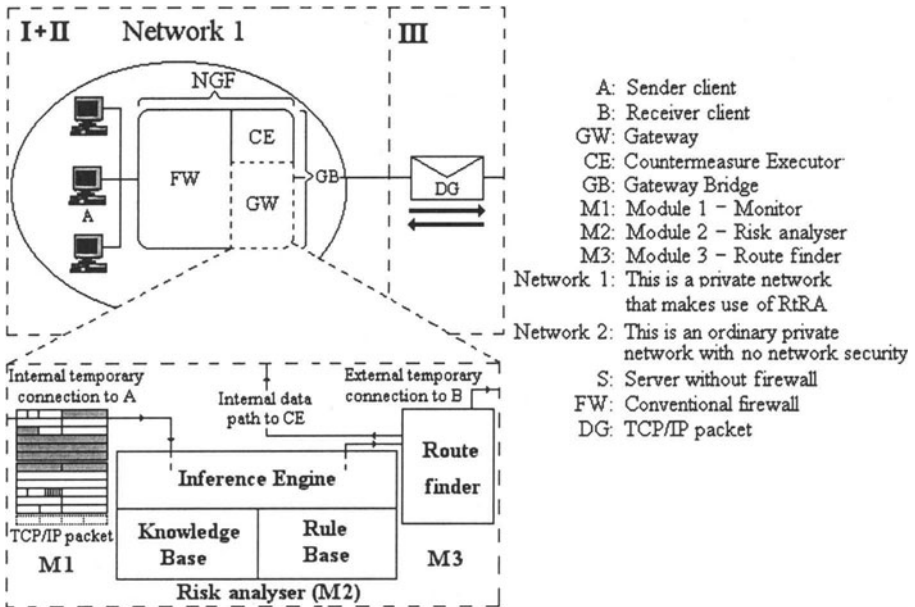 I+II Network 1
III
NGF
CE
FW
GB
GW
A
DG
A: Sender client
B: Receiver client
GW: Gateway
CE: Countermeasure Executor
GB: Gateway Bridge
M1: Module 1 – Monitor
M2: Module 2 – Risk analyser
M3: Module 3 – Route finder
Network 1: This is a private network
that makes use of RtRA
Network 2: This is an ordinary private
network with no network security
S: Server without firewall
FW: Conventional firewall
DG: TCP/IP packet
Internal temporary
connection to A
Internal data
path to CE
External temporary
connection to B
Route
finder
Inference Engine
Knowledge
Base
Rule
Base
TCP/IP packet
M1
M3
Risk analyser (M2)